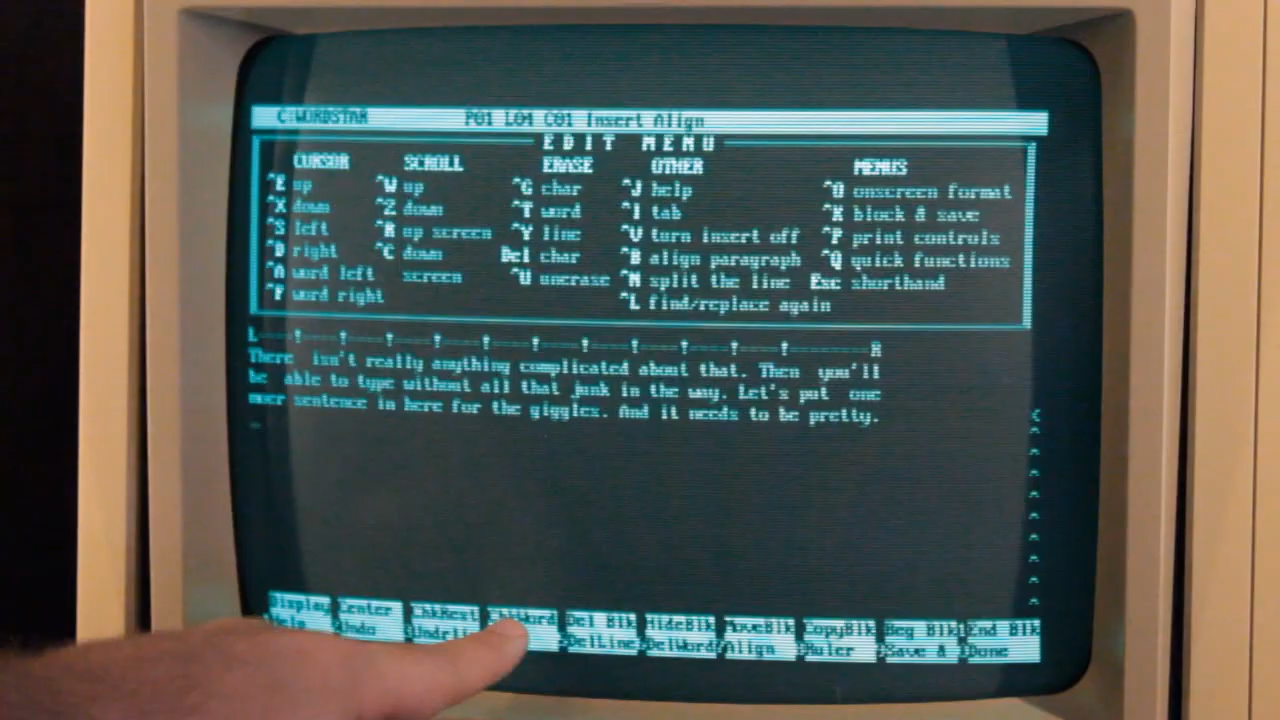 C:WORDSTAR P01 L04 C01 Insert Align
EDIT MENU
CURSOR SCROLL ERASE OTHER MENUS
^E up ^W up ^G char ^J help ^O onscreen format
^X down ^Z down ^T word ^I tab ^K block & save
^S left ^R up screen ^Y line ^V turn insert off ^P print controls
^D right ^C down Del char ^B align paragraph ^Q quick functions
^A word left screen ^U unerase ^N split the line Esc shorthand
^F word right ^L find/replace again
L----!----!----!----!----!----!----!----!----!----!----!--------R
There isn't really anything complicated about that. Then you'll
be able to type without all that junk in the way. Let's put one
more sentence in here for the giggles. And it needs to be pretty. <
Display Center ChkRest ChkWord Del Blk HideBlk MoveBlk CopyBlk Beg Blk End Blk
Help Undo Undrlin DelLine DelWord Align Ruler Save & Done